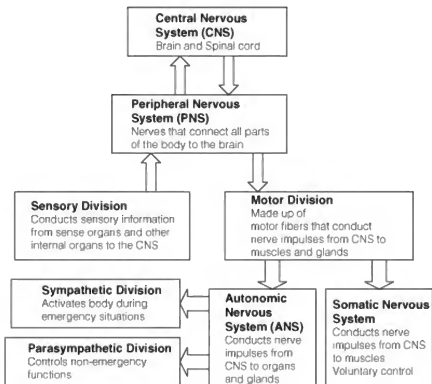 Central Nervous
System (CNS)
Brain and Spinal cord
Peripheral Nervous
System (PNS)
Nerves that connect all parts
of the body to the brain
Sensory Division
Conducts sensory information
from sense organs and other
internal organs to the CNS
Motor Division
Made up of
motor fibers that conduct
nerve impulses from CNS to
muscles and glands
Sympathetic Division
Activates body during
emergency situations
Parasympathetic Division
Controls non-emergency
functions
Autonomic
Nervous
System (ANS)
Conducts nerve
impulses from
CNS to organs
and glands
Somatic Nervous
System
Conducts nerve
impulses from CNS
to muscles
Voluntary control